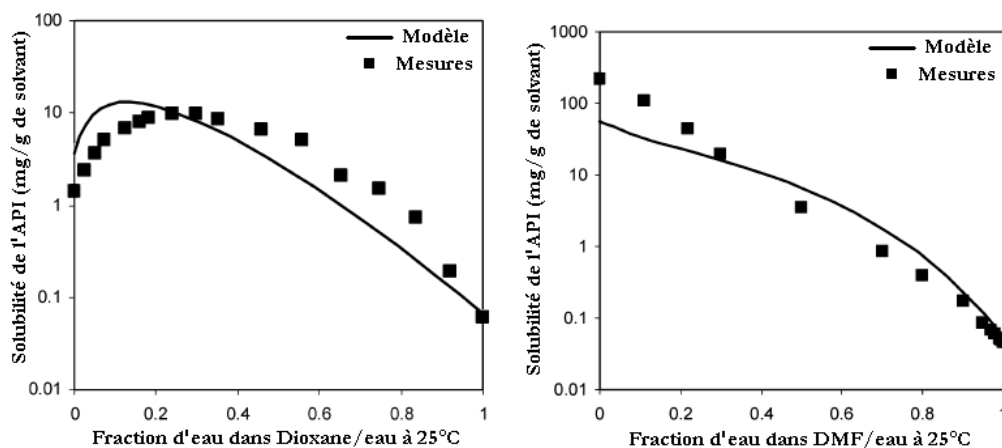 Solubilité de l'API (mg/g de solvant)
100
10
1
0.1
0.01
Modèle
Mesures
0
0.2
0.4
0.6
0.8
1
Fraction d'eau dans Dioxane/eau à 25°C
Solubilité de l'API (mg/g de solvant)
1000
100
10
1
0.1
0.01
Modèle
Mesures
0
0.2
0.4
0.6
0.8
1
Fraction d'eau dans DMF/eau à 25°C